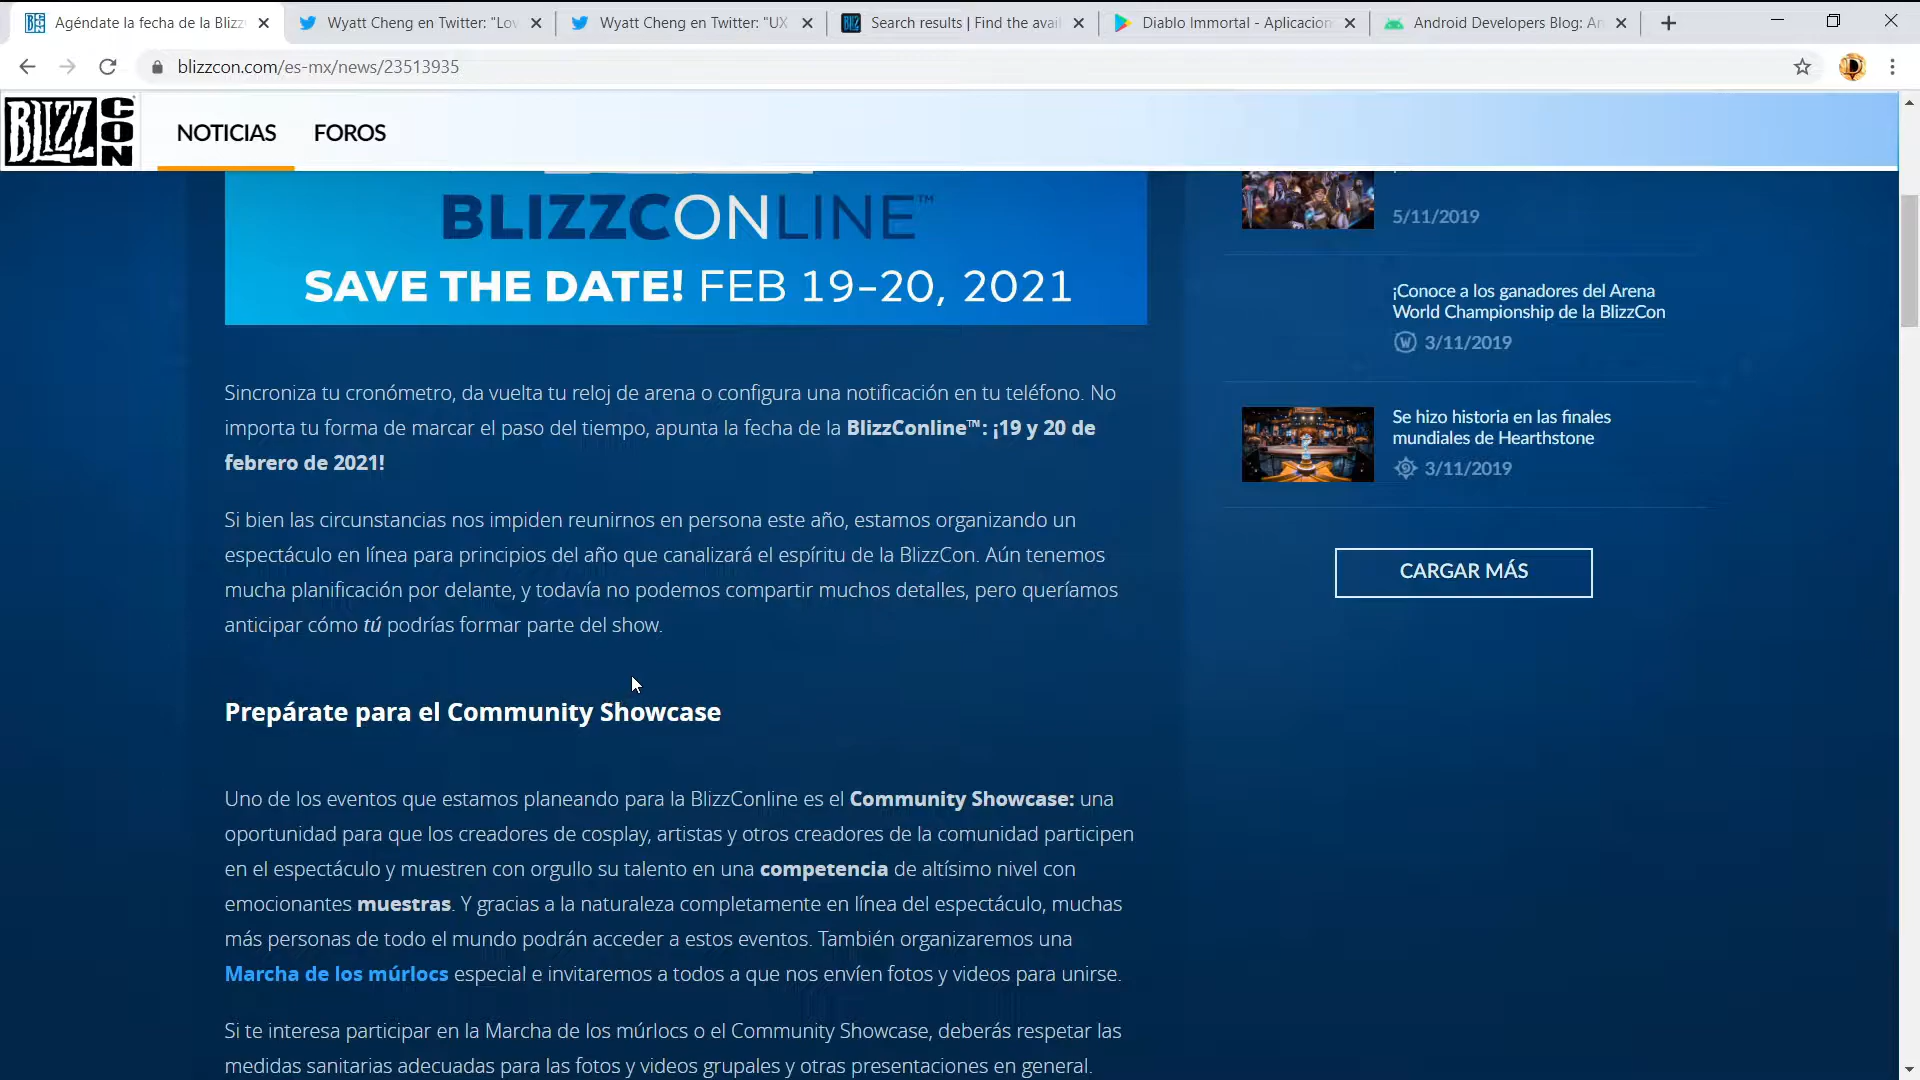 Agéndate la fecha de la Blizz
Wyatt Cheng en Twitter: "Lov
Wyatt Cheng en Twitter: "UX
Search results | Find the avai
Diablo Immortal - Aplicacion
Android Developers Blog: An
blizzcon.com/es-mx/news/23513935
BLIZZCON
NOTICIAS
FOROS
BLIZZCONLINE™
SAVE THE DATE! FEB 19-20, 2021
Sincroniza tu cronómetro, da vuelta tu reloj de arena o configura una notificación en tu teléfono. No
importa tu forma de marcar el paso del tiempo, apunta la fecha de la BlizzConline™: ¡19 y 20 de
febrero de 2021!
Si bien las circunstancias nos impiden reunirnos en persona este año, estamos organizando un
espectáculo en línea para principios del año que canalizará el espíritu de la BlizzCon. Aún tenemos
mucha planificación por delante, y todavía no podemos compartir muchos detalles, pero queríamos
anticipar cómo tú podrías formar parte del show.
Prepárate para el Community Showcase
Uno de los eventos que estamos planeando para la BlizzConline es el Community Showcase: una
oportunidad para que los creadores de cosplay, artistas y otros creadores de la comunidad participen
en el espectáculo y muestren con orgullo su talento en una competencia de altísimo nivel con
emocionantes muestras. Y gracias a la naturaleza completamente en línea del espectáculo, muchas
más personas de todo el mundo podrán acceder a estos eventos. También organizaremos una
Marcha de los múrlocs especial e invitaremos a todos a que nos envíen fotos y videos para unirse.
Si te interesa participar en la Marcha de los múrlocs o el Community Showcase, deberás respetar las
medidas sanitarias adecuadas para las fotos y videos grupales y otras presentaciones en general.
5/11/2019
¡Conoce a los ganadores del Arena
World Championship de la BlizzCon
3/11/2019
Se hizo historia en las finales
mundiales de Hearthstone
3/11/2019
CARGAR MÁS